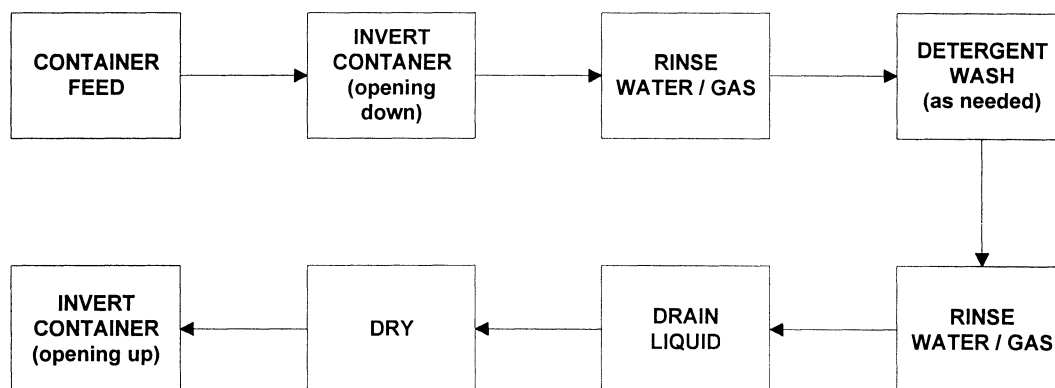 CONTAINER
FEED
INVERT
CONTANER
(opening
down)
RINSE
WATER / GAS
DETERGENT
WASH
(as needed)
INVERT
CONTAINER
(opening up)
DRY
DRAIN
LIQUID
RINSE
WATER / GAS